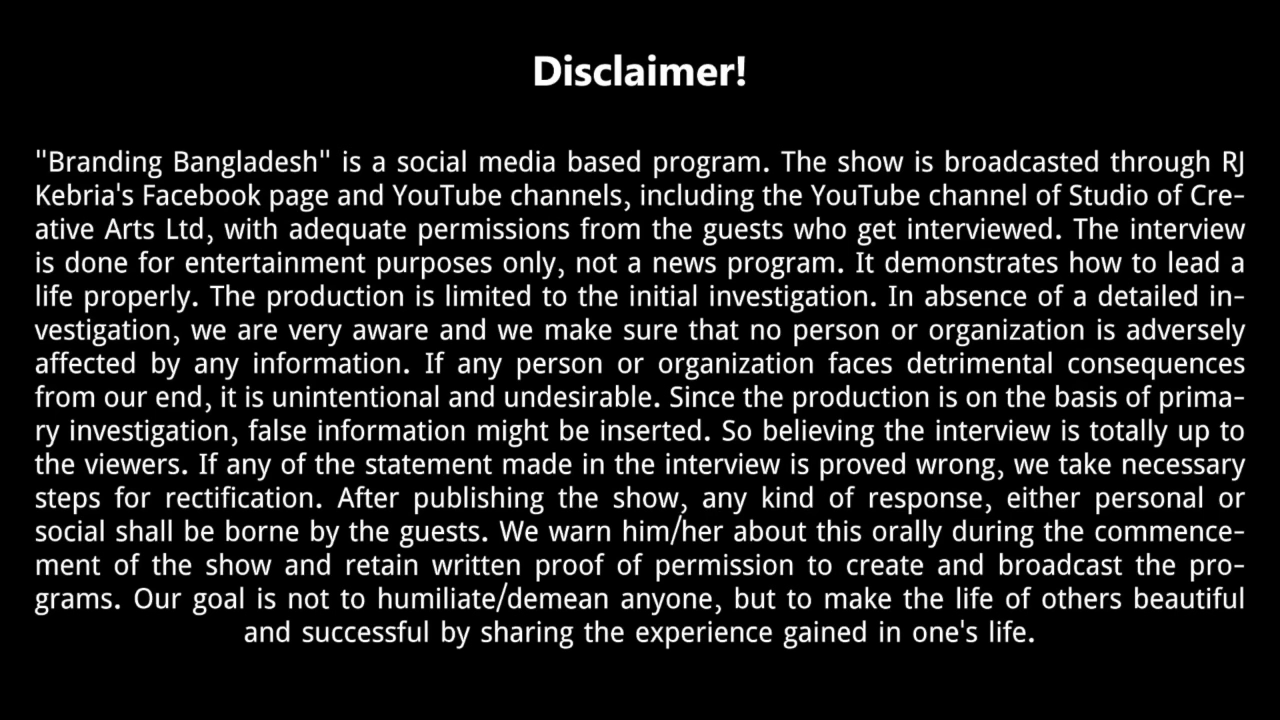 Disclaimer!
"Branding Bangladesh" is a social media based program. The show is broadcasted through RJ
Kebria's Facebook page and YouTube channels, including the YouTube channel of Studio of Cre-
ative Arts Ltd, with adequate permissions from the guests who get interviewed. The interview
is done for entertainment purposes only, not a news program. It demonstrates how to lead a
life properly. The production is limited to the initial investigation. In absence of a detailed in-
vestigation, we are very aware and we make sure that no person or organization is adversely
affected by any information. If any person or organization faces detrimental consequences
from our end, it is unintentional and undesirable. Since the production is on the basis of prima-
ry investigation, false information might be inserted. So believing the interview is totally up to
the viewers. If any of the statement made in the interview is proved wrong, we take necessary
steps for rectification. After publishing the show, any kind of response, either personal or
social shall be borne by the guests. We warn him/her about this orally during the commence-
ment of the show and retain written proof of permission to create and broadcast the pro-
grams. Our goal is not to humiliate/demean anyone, but to make the life of others beautiful
and successful by sharing the experience gained in one's life.